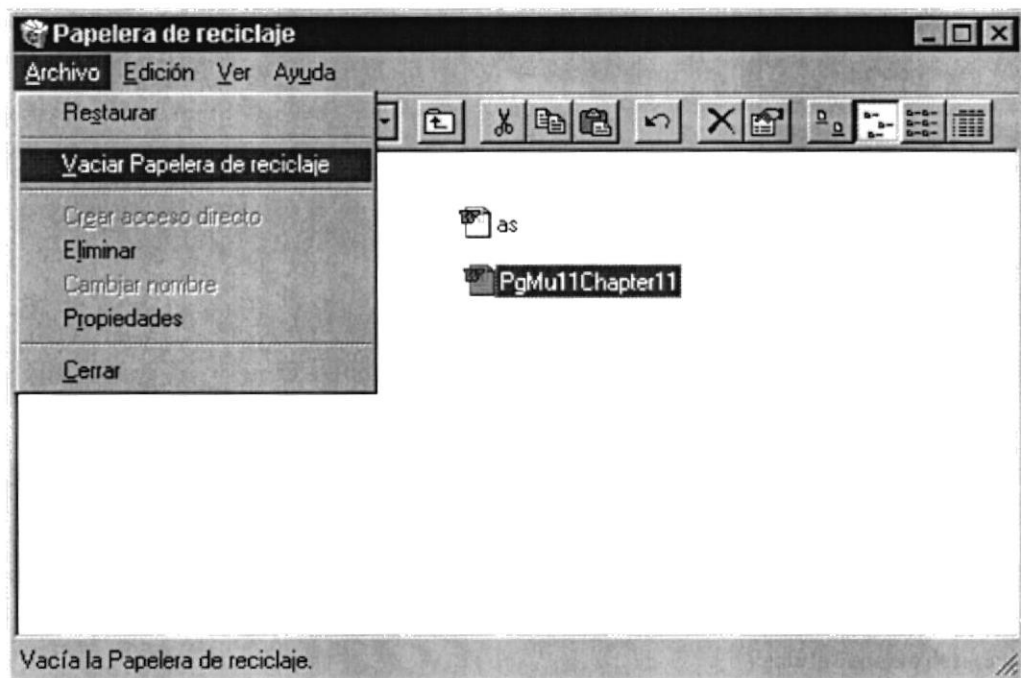 Papelera de reciclaje
Archivo Edición Ver Ayuda
Restaurar
Vaciar Papelera de reciclaje
Crear acceso directo
Eliminar
Cambiar nombre
Propiedades
Cerrar
as
PgMu11Chapter11
Vacía la Papelera de reciclaje.